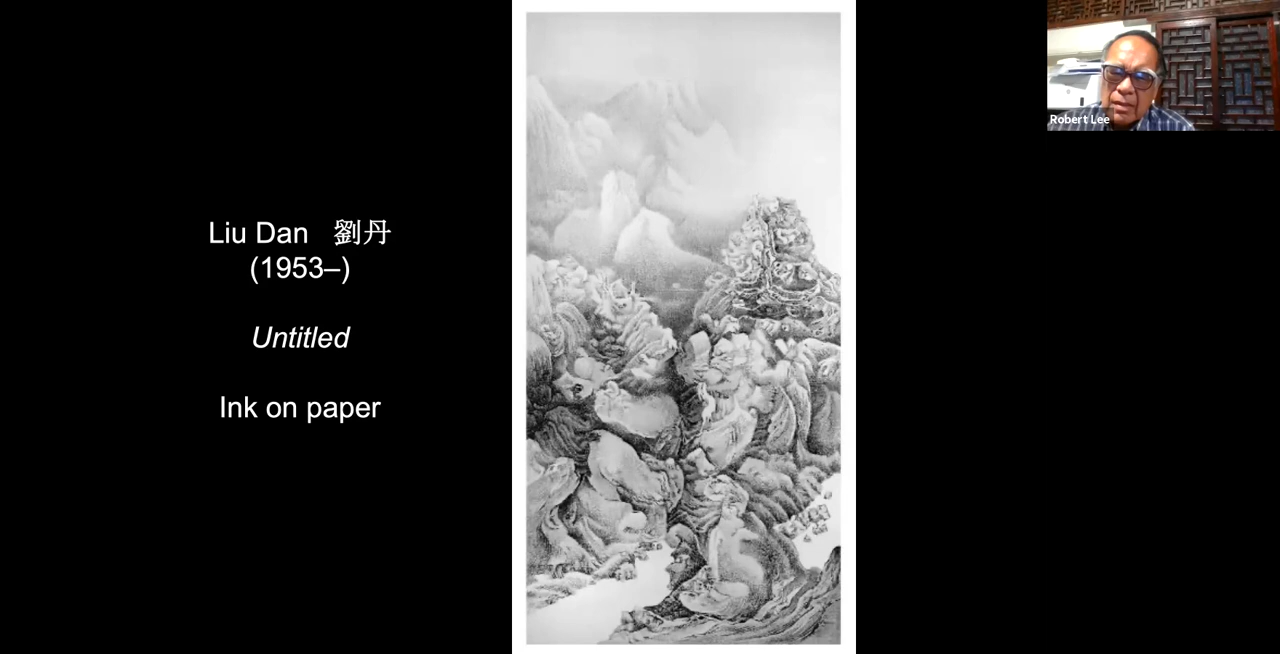 Liu Dan 劉丹
(1953–)
Untitled
Ink on paper
Robert Lee